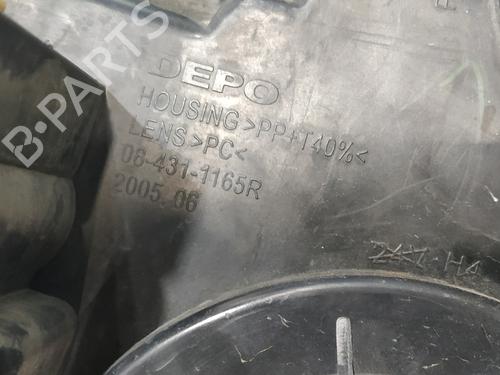 B-PARTS
DEPO
HOUSING>PP+T40%<
LENS>PC<
08-431-1165R
2005.06
H4